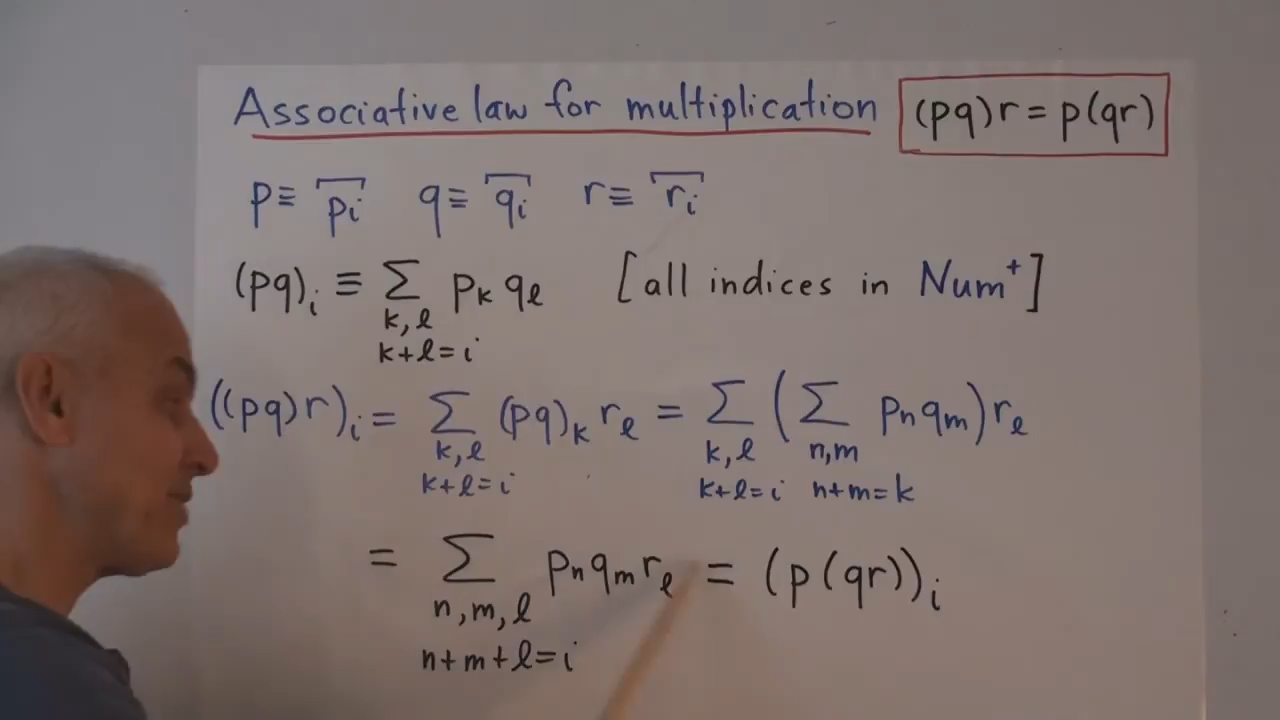 Associative law for multiplication (pq)r = p(qr)
p ≡ p̅i̅ q ≡ q̅i̅ r ≡ r̅i̅
(pq)i ≡ Σ pk qℓ [all indices in Num⁺]
k, ℓ
k+ℓ=i
((pq)r)i = Σ (pq)k rℓ = Σ ( Σ pn qm) rℓ
k, ℓ k, ℓ n,m
k+ℓ=i k+ℓ=i n+m=k
= Σ pn qm rℓ = (p(qr))i
n, m, ℓ
n+m+ℓ=i